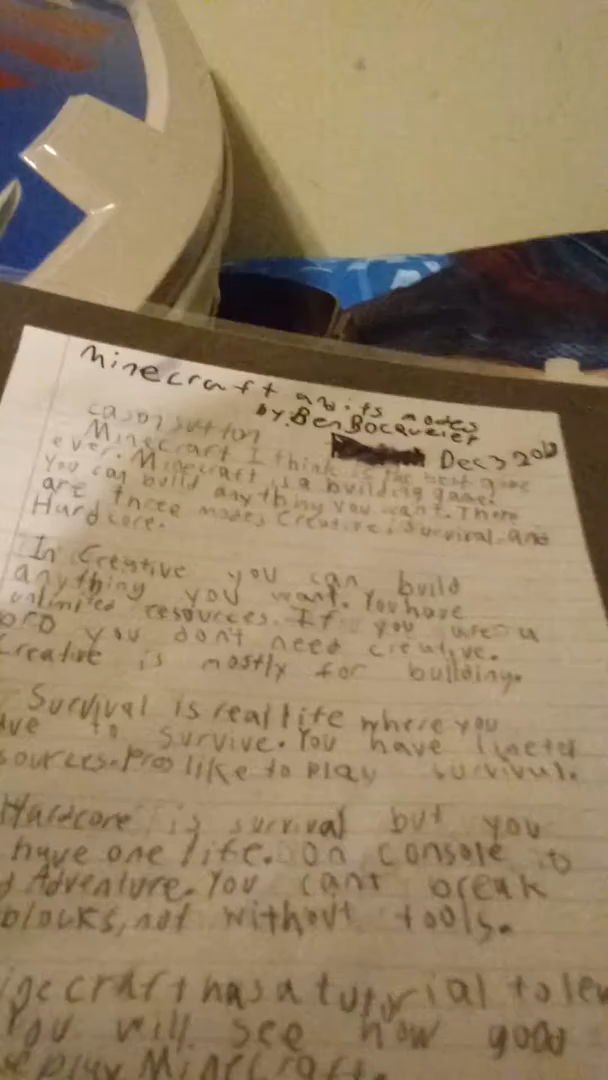 Minecraft and its modes
by: Ben Bocquelet
cason sutton
Dec 3 20
Minecraft I think is the best game
ever. Minecraft is a building game.
You can build anything you want. There
are three modes Creative, survival, and
Hardcore.
In Creative you can build
anything you want. You have
unlimited resources. If you are a
pro you don't need creative.
Creative is mostly for building.
Survival is real life where you
to survive. You have limeted
sources. Pros like to play survival.
Hardcore is survival but you
have one life. On console
Adventure. You cant break
blocks, not without tools.
has a tutorial to
You will see how good
Minecraft.